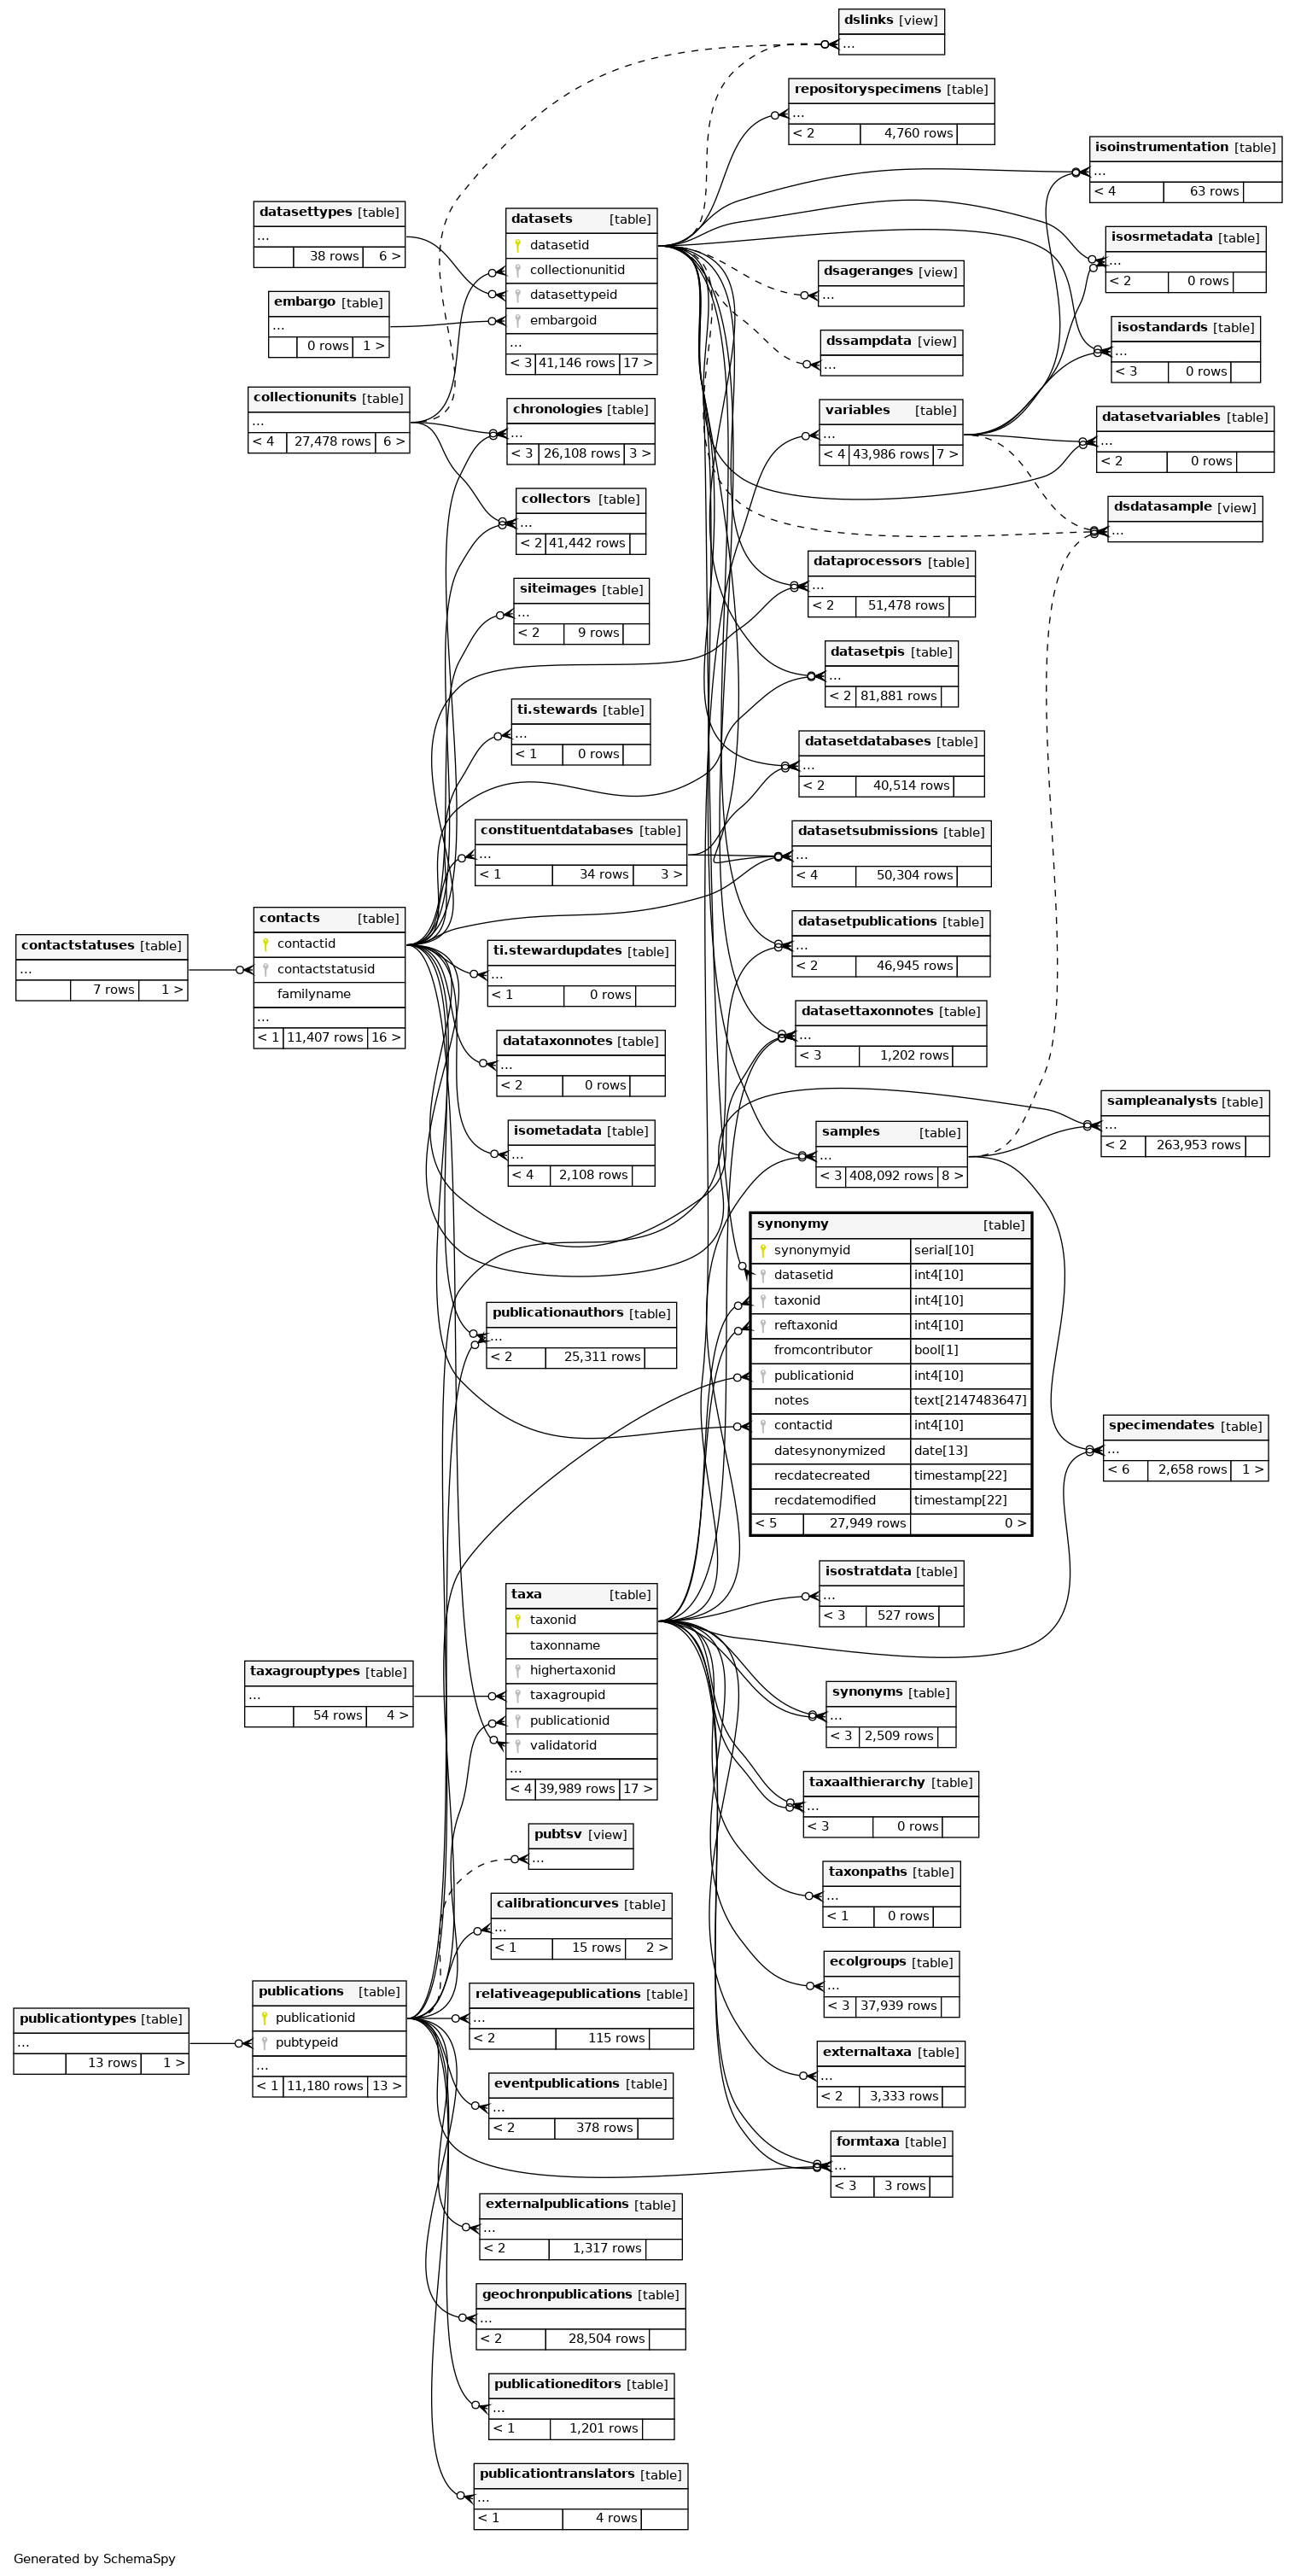 dslinks [view]
...
repositoryspecimens [table]
...
< 2 4,760 rows
isoinstrumentation [table]
...
< 4 63 rows
datasettypes [table]
...
38 rows 6 >
datasets [table]
datasetid
collectionunitid
datasettypeid
embargoid
...
< 3 41,146 rows 17 >
isosrmetadata [table]
...
< 2 0 rows
dsageranges [view]
...
embargo [table]
...
0 rows 1 >
isostandards [table]
...
< 3 0 rows
dssampdata [view]
...
collectionunits [table]
...
< 4 27,478 rows 6 >
chronologies [table]
...
< 3 26,108 rows 3 >
variables [table]
...
< 4 43,986 rows 7 >
datasetvariables [table]
...
< 2 0 rows
collectors [table]
...
< 2 41,442 rows
dsdatasample [view]
...
dataprocessors [table]
...
< 2 51,478 rows
siteimages [table]
...
< 2 9 rows
datasetpis [table]
...
< 2 81,881 rows
ti.stewards [table]
...
< 1 0 rows
datasetdatabases [table]
...
< 2 40,514 rows
constituentdatabases [table]
...
< 1 34 rows 3 >
datasetsubmissions [table]
...
< 4 50,304 rows
contacts [table]
contactid
contactstatusid
familyname
...
< 1 11,407 rows 16 >
contactstatuses [table]
...
7 rows 1 >
datasetpublications [table]
...
< 2 46,945 rows
ti.stewardupdates [table]
...
< 1 0 rows
datasettaxonnotes [table]
...
< 3 1,202 rows
datataxonnotes [table]
...
< 2 0 rows
sampleanalysts [table]
...
< 2 263,953 rows
isometadata [table]
...
< 4 2,108 rows
samples [table]
...
< 3 408,092 rows 8 >
synonymy [table]
synonymyid serial[10]
datasetid int4[10]
taxonid int4[10]
reftaxonid int4[10]
fromcontributor bool[1]
publicationid int4[10]
notes text[2147483647]
contactid int4[10]
datesynonymized date[13]
recdatecreated timestamp[22]
recdatemodified timestamp[22]
< 5 27,949 rows 0 >
publicationauthors [table]
...
< 2 25,311 rows
specimendates [table]
...
< 6 2,658 rows 1 >
isostratdata [table]
...
< 3 527 rows
taxa [table]
taxonid
taxonname
highertaxonid
taxagroupid
publicationid
validatorid
...
< 4 39,989 rows 17 >
taxagrouptypes [table]
...
54 rows 4 >
synonyms [table]
...
< 3 2,509 rows
taxaalthierarchy [table]
...
< 3 0 rows
pubtsv [view]
...
taxonpaths [table]
...
< 1 0 rows
calibrationcurves [table]
...
< 1 15 rows 2 >
ecolgroups [table]
...
< 3 37,939 rows
publications [table]
publicationid
pubtypeid
...
< 1 11,180 rows 13 >
publicationtypes [table]
...
13 rows 1 >
relativeagepublications [table]
...
< 2 115 rows
externaltaxa [table]
...
< 2 3,333 rows
eventpublications [table]
...
< 2 378 rows
formtaxa [table]
...
< 3 3 rows
externalpublications [table]
...
< 2 1,317 rows
geochronpublications [table]
...
< 2 28,504 rows
publicationeditors [table]
...
< 1 1,201 rows
publicationtranslators [table]
...
< 1 4 rows
Generated by SchemaSpy